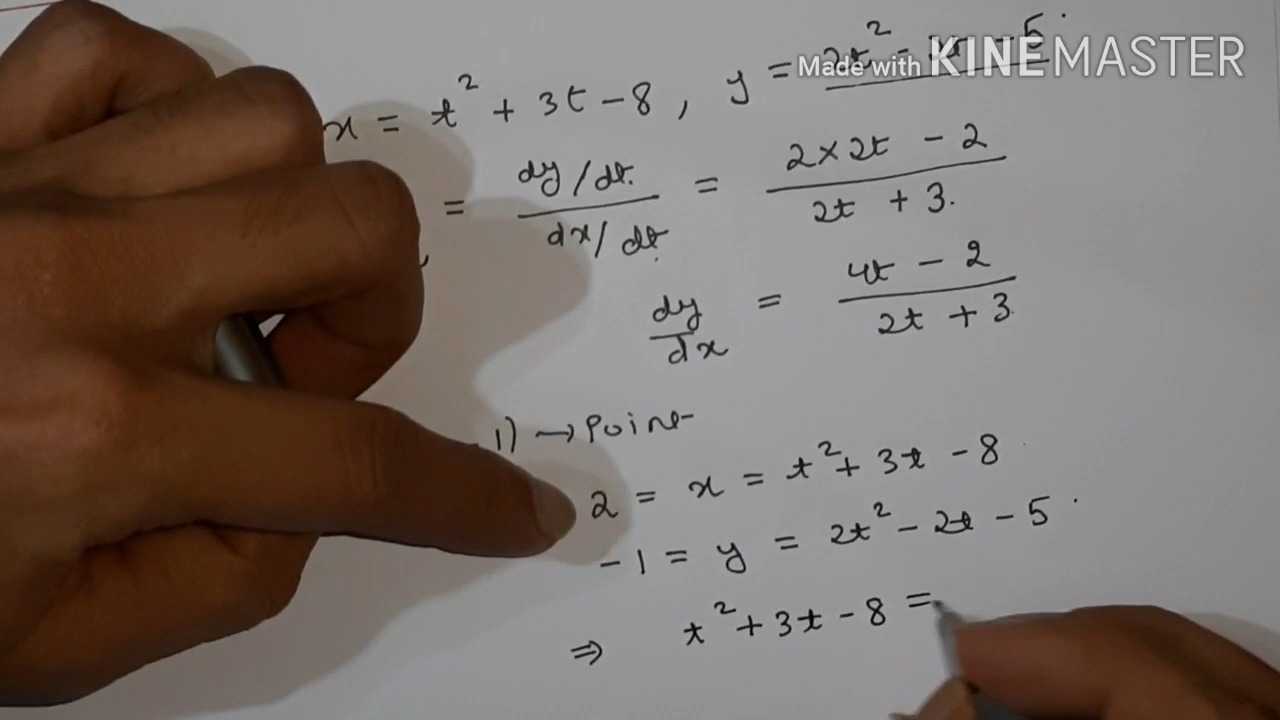 x = t² + 3t - 8, y = 2t² - 2t - 5
Made with KINEMASTER
= dy/dt / dx/dt = 2×2t - 2 / 2t + 3.
dy/dx = 4t - 2 / 2t + 3
-1) → Point
2 = x = t² + 3t - 8
-1 = y = 2t² - 2t - 5
⇒ t² + 3t - 8 =